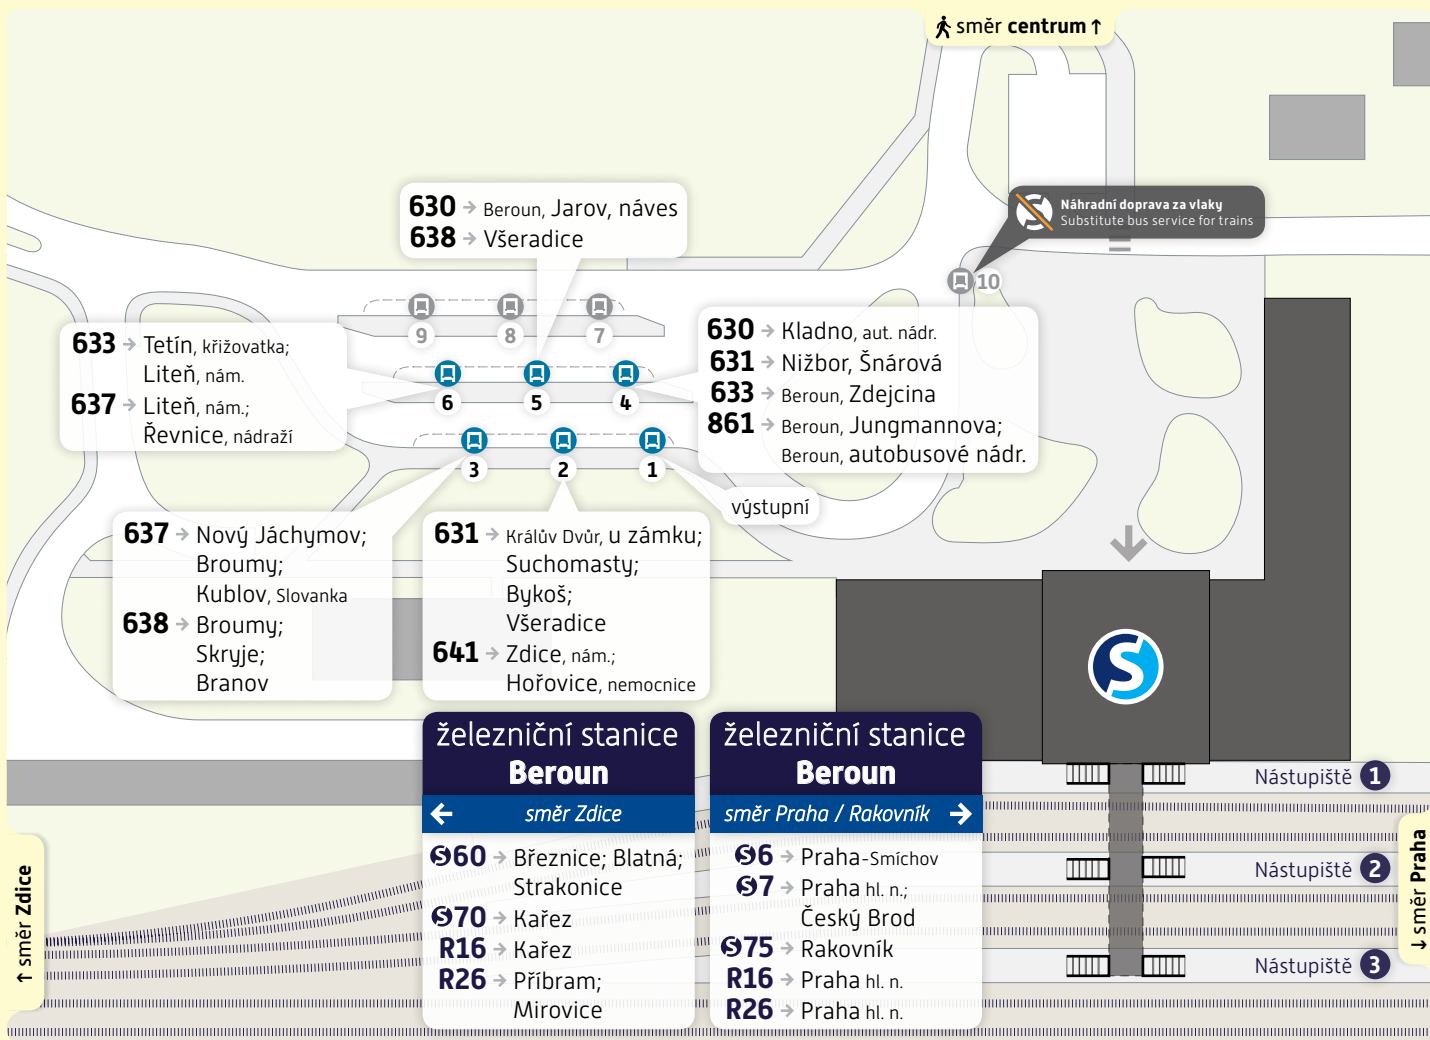 směr centrum ↑
630 → Beroun, Jarov, náves
638 → Všeradice
Náhradní doprava za vlaky
Substitute bus service for trains
10
9 8 7
633 → Tetín, křižovatka;
Liteň, nám.
637 → Liteň, nám.;
Řevnice, nádraží
6 5 4
630 → Kladno, aut. nádr.
631 → Nižbor, Šnárová
633 → Beroun, Zdejcina
861 → Beroun, Jungmannova;
Beroun, autobusové nádr.
3 2 1
výstupní
637 → Nový Jáchymov;
Broumy;
Kublov, Slovanka
638 → Broumy;
Skryje;
Branov
631 → Králův Dvůr, u zámku;
Suchomasty;
Bykoš;
Všeradice
641 → Zdice, nám.;
Hořovice, nemocnice
S
železniční stanice
Beroun
← směr Zdice
S60 → Březnice; Blatná;
Strakonice
S70 → Kařez
R16 → Kařez
R26 → Příbram;
Mirovice
železniční stanice
Beroun
směr Praha / Rakovník →
S6 → Praha-Smíchov
S7 → Praha hl. n.;
Český Brod
S75 → Rakovník
R16 → Praha hl. n.
R26 → Praha hl. n.
Nástupiště 1
Nástupiště 2
Nástupiště 3
↑ směr Zdice
↓ směr Praha